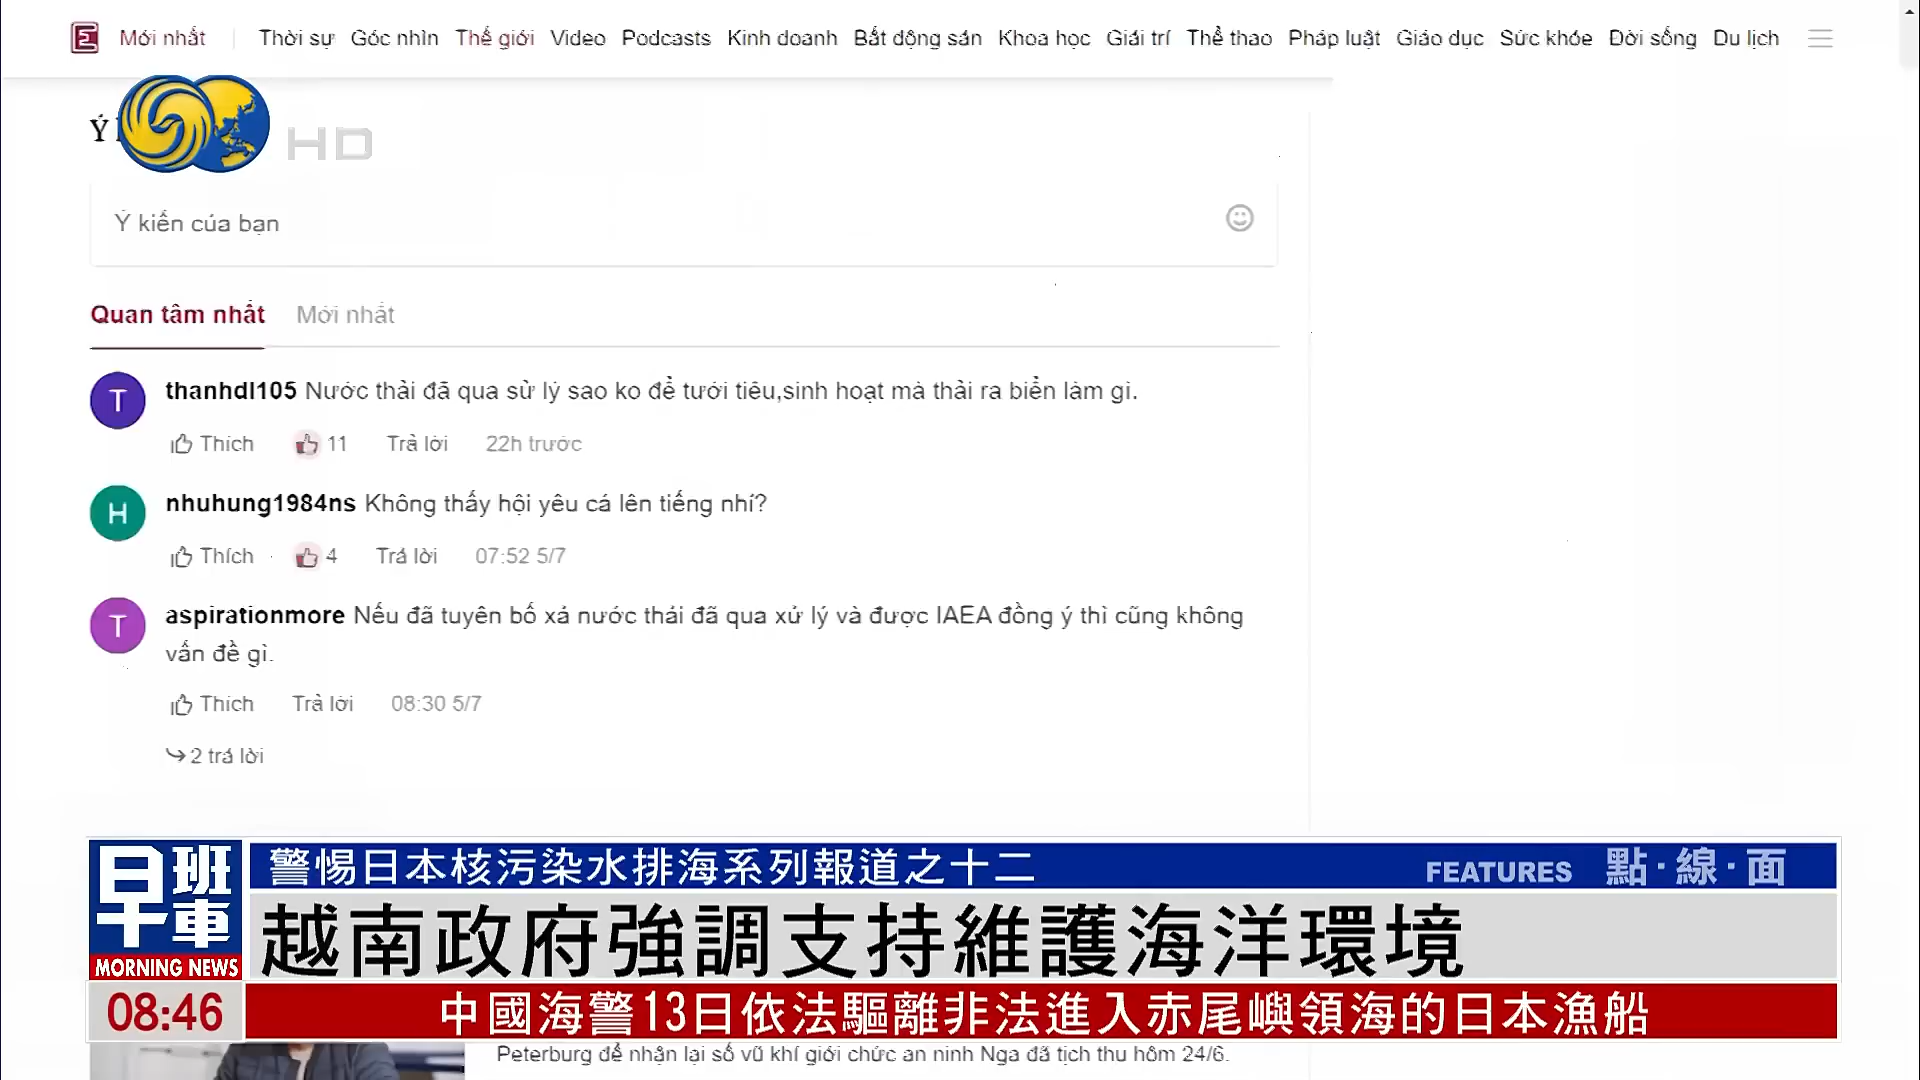 Mới nhất Thời sự Góc nhìn Thế giới Video Podcasts Kinh doanh Bất động sản Khoa học Giải trí Thể thao Pháp luật Giáo dục Sức khỏe Đời sống Du lịch
Ý
HD
Ý kiến của bạn
Quan tâm nhất Mới nhất
T thanhdl105 Nước thải đã qua sử lý sao ko để tưới tiêu,sinh hoạt mà thải ra biển làm gì.
Thích 11 Trả lời 22h trước
H nhuhung1984ns Không thấy hội yêu cá lên tiếng nhỉ?
Thích 4 Trả lời 07:52 5/7
T aspirationmore Nếu đã tuyên bố xả nước thải đã qua xử lý và được IAEA đồng ý thì cũng không
vấn đề gì.
Thích Trả lời 08:30 5/7
2 trả lời
早班車
MORNING NEWS
08:46
警惕日本核污染水排海系列報道之十二 FEATURES 點·線·面
越南政府強調支持維護海洋環境
中國海警13日依法驅離非法進入赤尾嶼領海的日本漁船
Peterburg để nhận lại số vũ khí giới chức an ninh Nga đã tịch thu hôm 24/6.